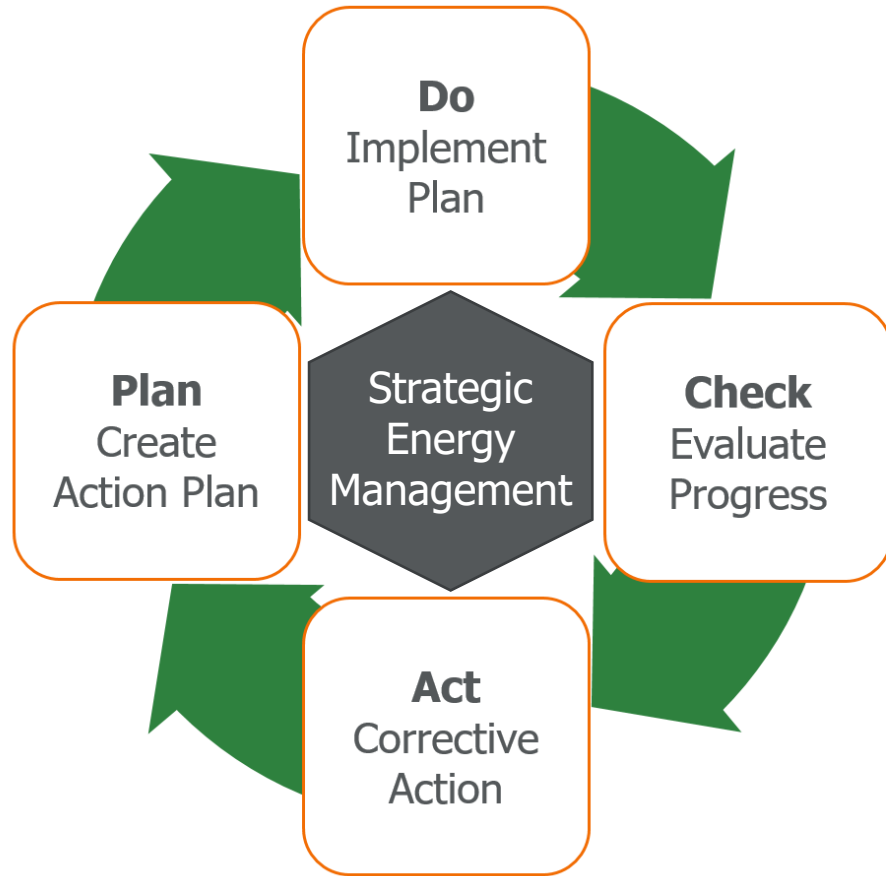 Do
Implement
Plan
Plan
Create
Action Plan
Strategic
Energy
Management
Check
Evaluate
Progress
Act
Corrective
Action